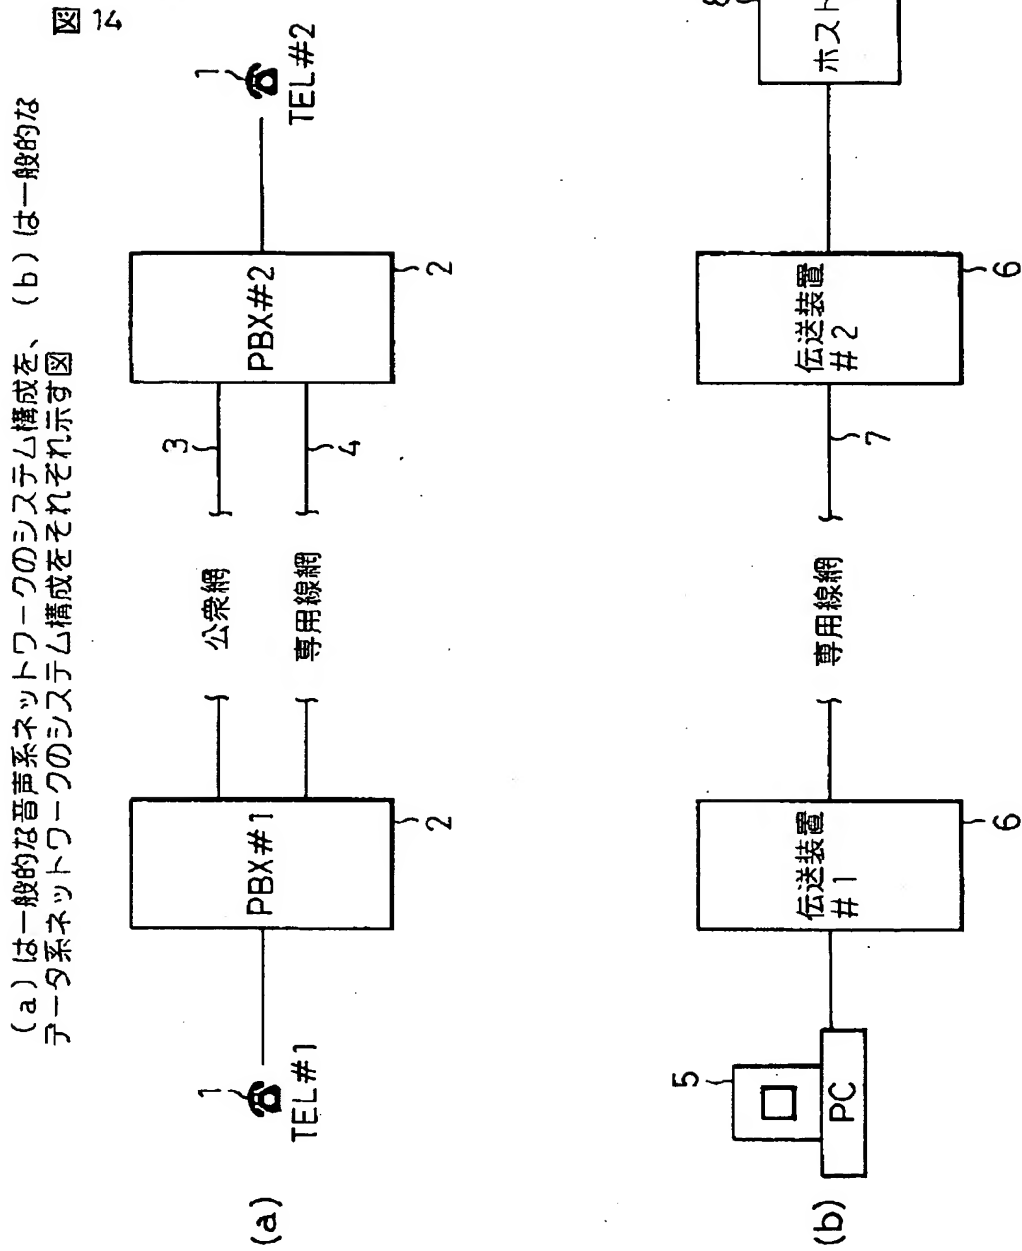 図14
(a)は一般的な音声系ネットワークのシステム構成を、(b)は一般的な
データ系ネットワークのシステム構成をそれぞれ示す図
(a)
1
TEL#1
PBX#1
2
公衆網
専用線網
3
4
PBX#2
2
1
TEL#2
(b)
5
PC
伝送装置
#1
6
専用線網
7
伝送装置
#2
6
ホスト